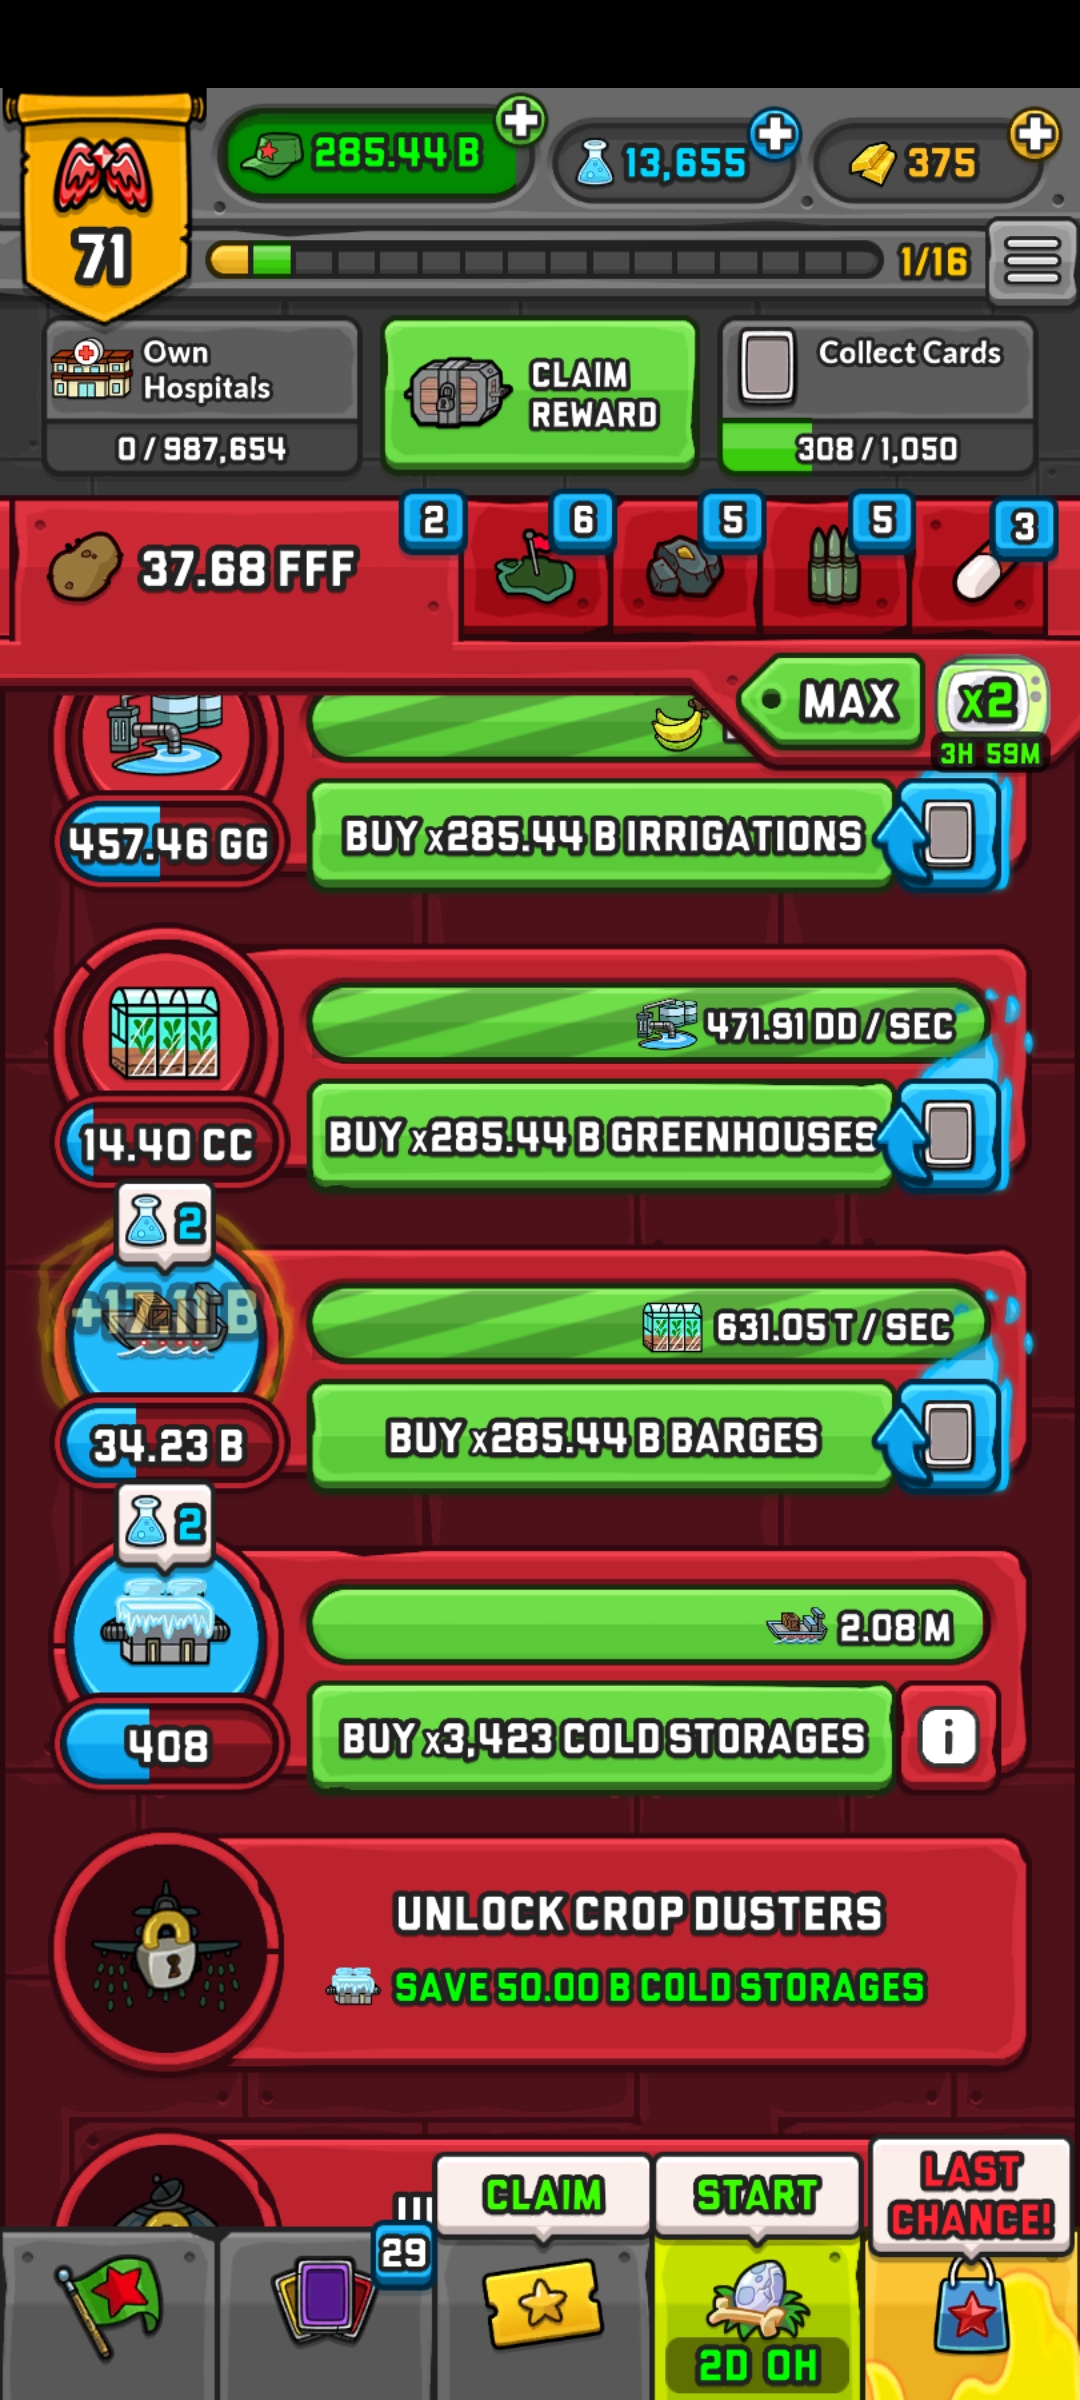 285.44 B
13,655
375
71
1/16
Own
Hospitals
0 / 987,654
CLAIM
REWARD
Collect Cards
308 / 1,050
37.68 FFF
2
6
5
5
3
MAX
x2
3H 59M
457.46 GG
BUY x285.44 B IRRIGATIONS
471.91 DD / SEC
14.40 CC
BUY x285.44 B GREENHOUSES
2
631.05 T / SEC
34.23 B
BUY x285.44 B BARGES
2
2.08 M
408
BUY x3,423 COLD STORAGES
i
UNLOCK CROP DUSTERS
SAVE 50.00 B COLD STORAGES
CLAIM
START
LAST
CHANCE!
29
2D 0H